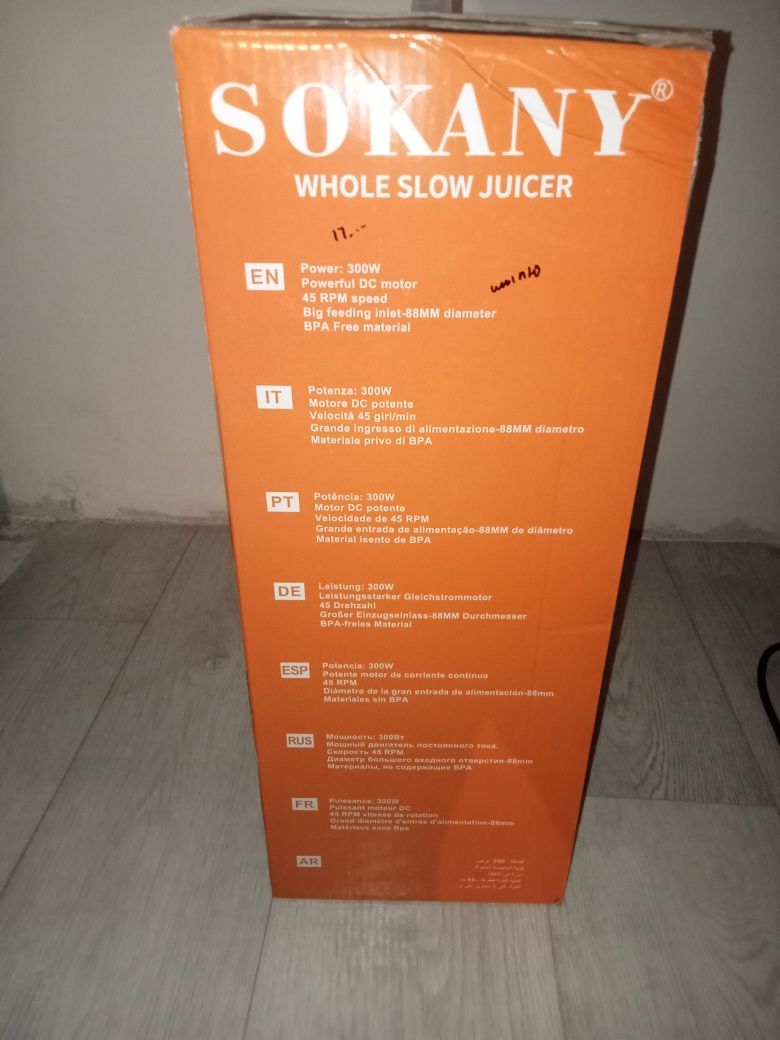 SOKANY®
WHOLE SLOW JUICER
EN
Power: 300W
Powerful DC motor
45 RPM speed
Big feeding inlet-88MM diameter
BPA Free material
IT
Potenza: 300W
Motore DC potente
Velocità 45 giri/min
Grande ingresso di alimentazione-88MM diametro
Materiale privo di BPA
PT
Potência: 300W
Motor DC potente
Velocidade de 45 RPM
Grande entrada de alimentação-88MM de diâmetro
Material isento de BPA
DE
Leistung: 300W
Leistungsstarker Gleichstrommotor
45 Drehzahl
Großer Einzugseinlass-88MM Durchmesser
BPA-freies Material
ESP
Potencia: 300W
Potente motor de corriente continua
45 RPM
Diámetro de la gran entrada de alimentación-88mm
Materiales sin BPA
RUS
Мощность: 300Вт
Мощный двигатель постоянного тока.
Скорость 45 RPM
Диаметр большого входного отверстия-88mm
Материалы, не содержащие BPA
FR
Puissance: 300W
Puissant moteur DC
45 RPM vitesse de rotation
Grand diamètre d'entrée d'alimentation-88mm
Matériaux sans Bpa
AR